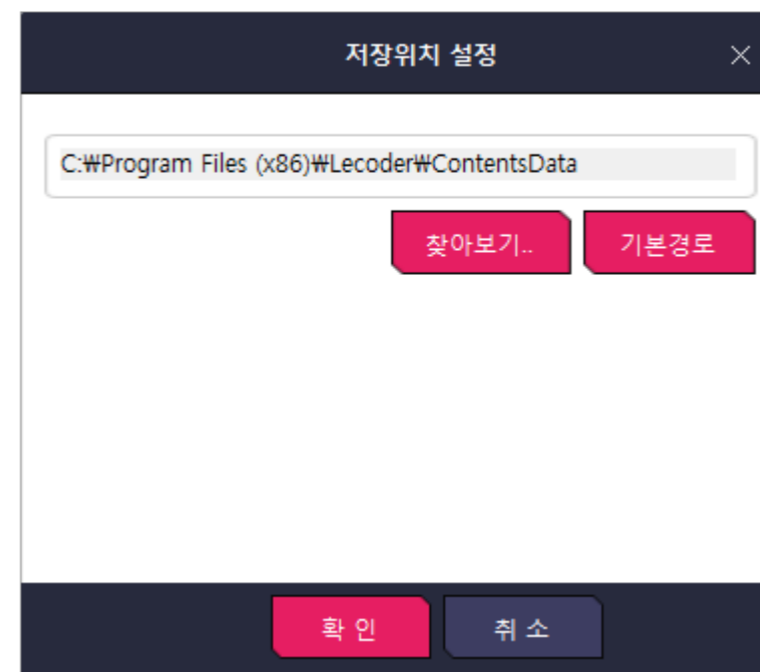 저장위치 설정
C:₩Program Files (x86)₩Lecoder₩ContentsData
찾아보기.. 기본경로
확 인 취 소